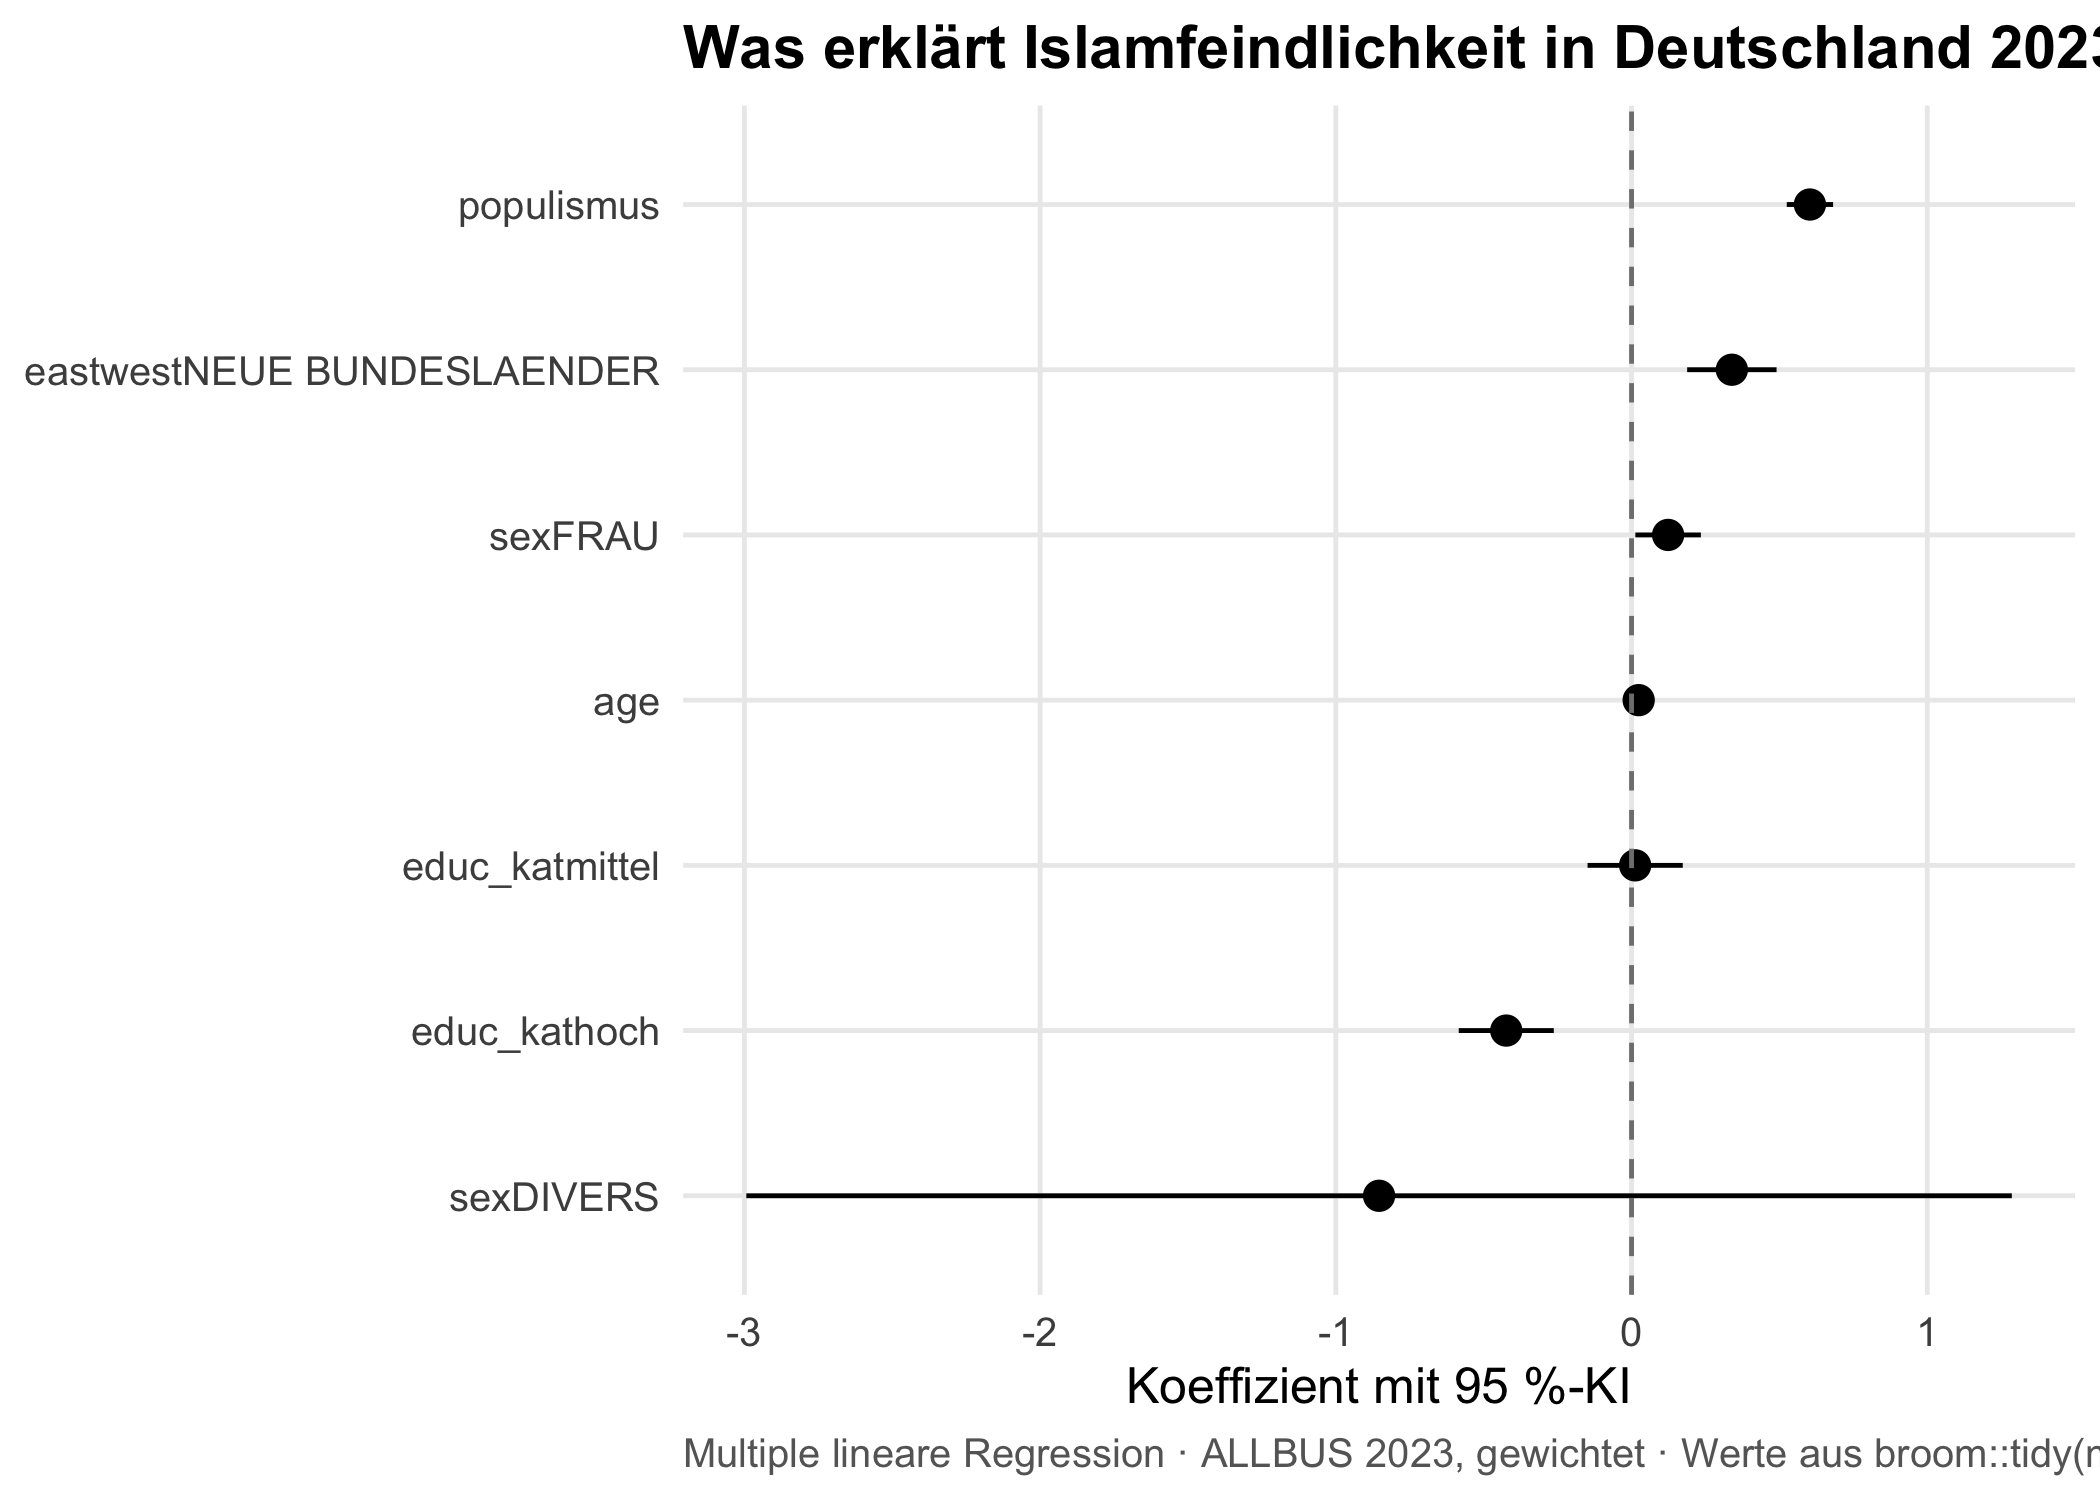 Was erklärt Islamfeindlichkeit in Deutschland 2023
populismus
eastwestNEUE BUNDESLAENDER
sexFRAU
age
educ_katmittel
educ_kathoch
sexDIVERS
-3 -2 -1 0 1
Koeffizient mit 95 %-KI
Multiple lineare Regression · ALLBUS 2023, gewichtet · Werte aus broom::tidy(